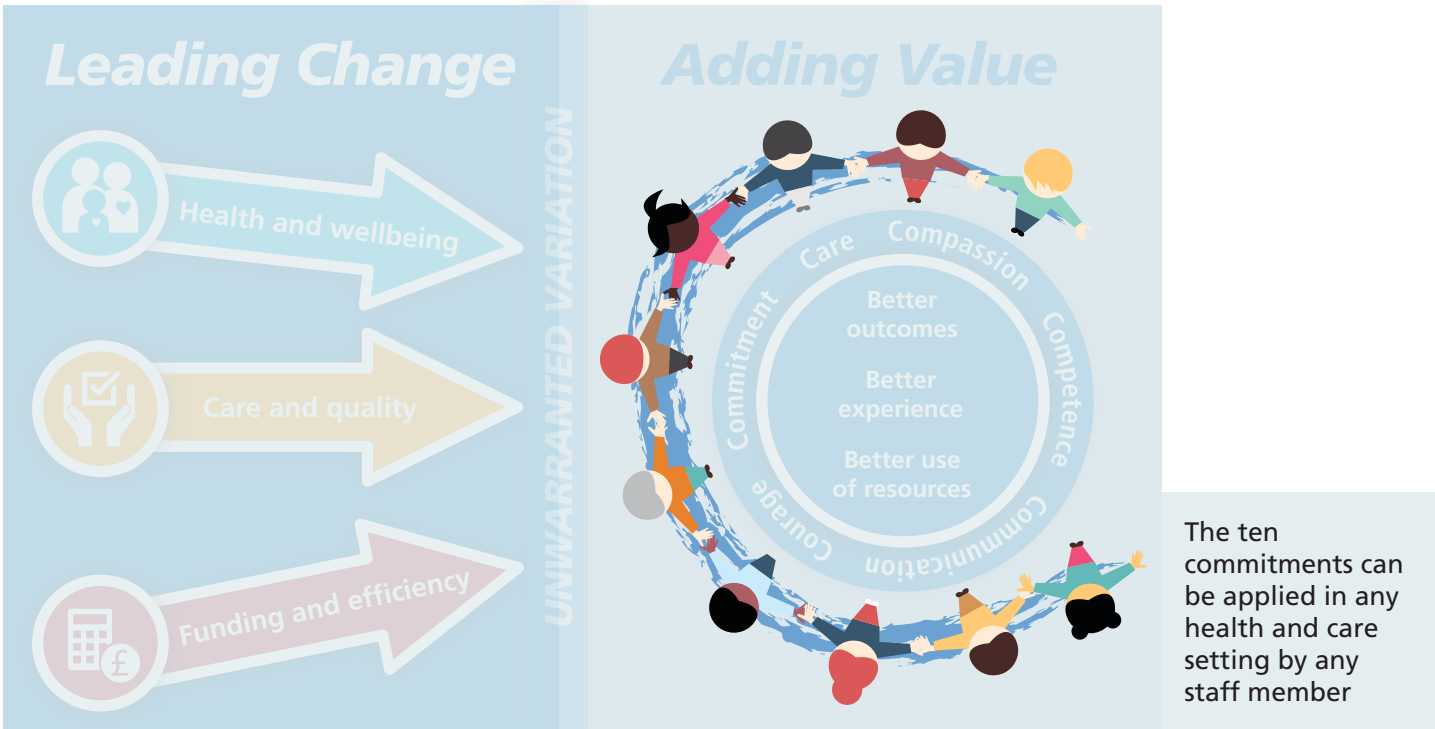 Leading Change
Health and wellbeing
Care and quality
Funding and efficiency
£
UNWARRANTED VARIATION
Adding Value
Care
Compassion
Competence
Communication
Courage
Commitment
Better
outcomes
Better
experience
Better use
of resources
The ten
commitments can
be applied in any
health and care
setting by any
staff member